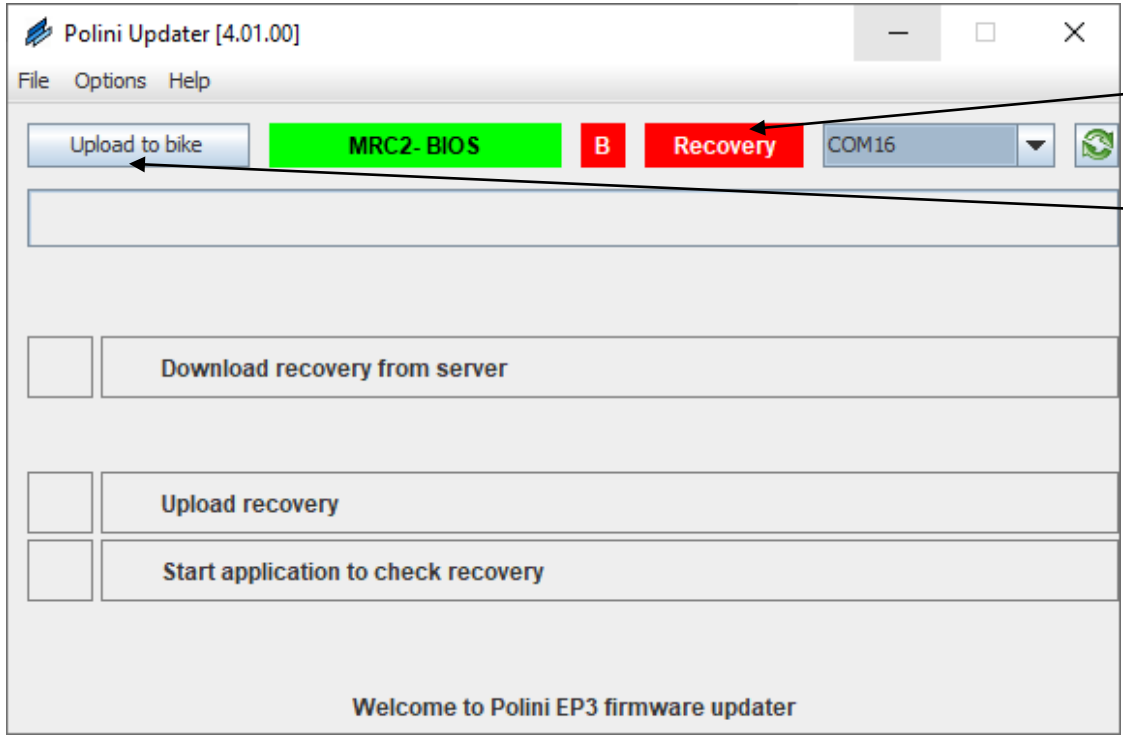 Polini Updater [4.01.00]
File Options Help
Upload to bike MRC2- BIOS B Recovery COM16
Download recovery from server
Upload recovery
Start application to check recovery
Welcome to Polini EP3 firmware updater